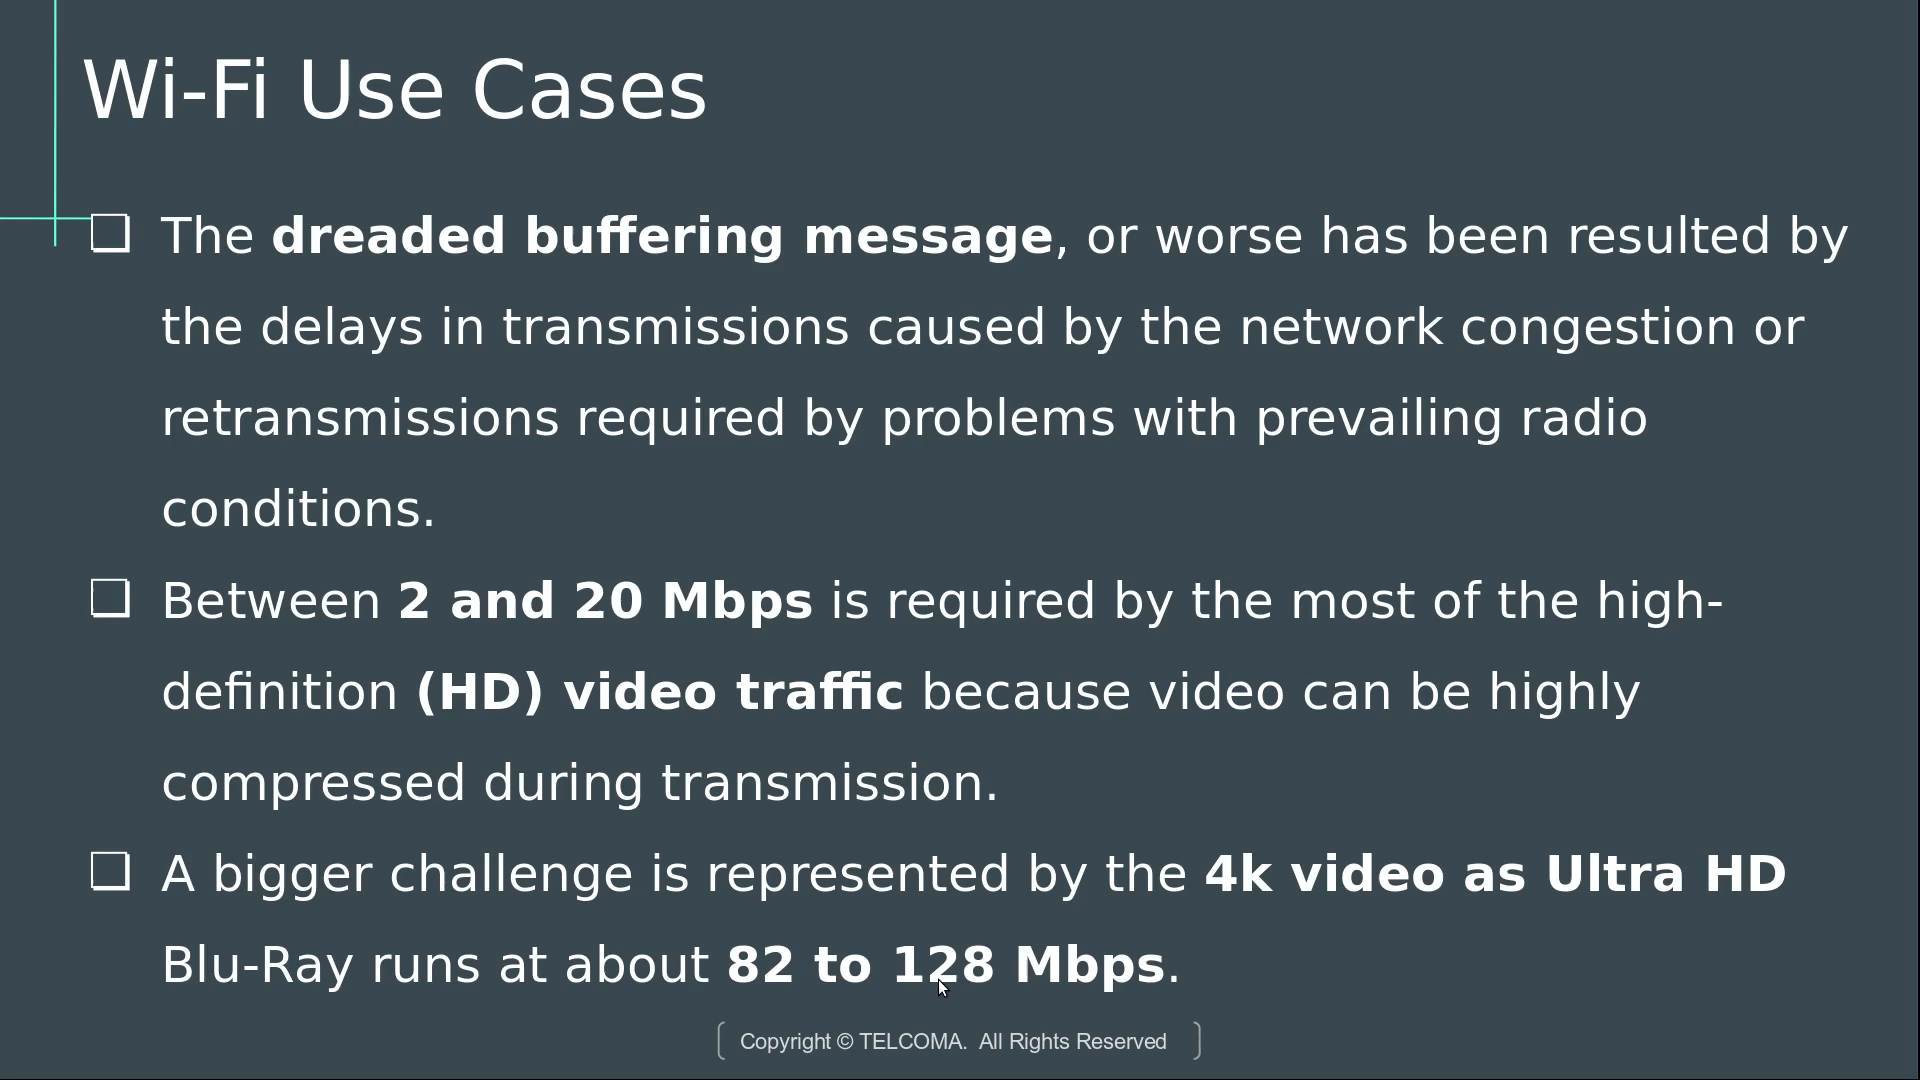 Wi-Fi Use Cases
❑ The dreaded buffering message, or worse has been resulted by
the delays in transmissions caused by the network congestion or
retransmissions required by problems with prevailing radio
conditions.
❑ Between 2 and 20 Mbps is required by the most of the high-
definition (HD) video traffic because video can be highly
compressed during transmission.
❑ A bigger challenge is represented by the 4k video as Ultra HD
Blu-Ray runs at about 82 to 128 Mbps.
Copyright © TELCOMA. All Rights Reserved